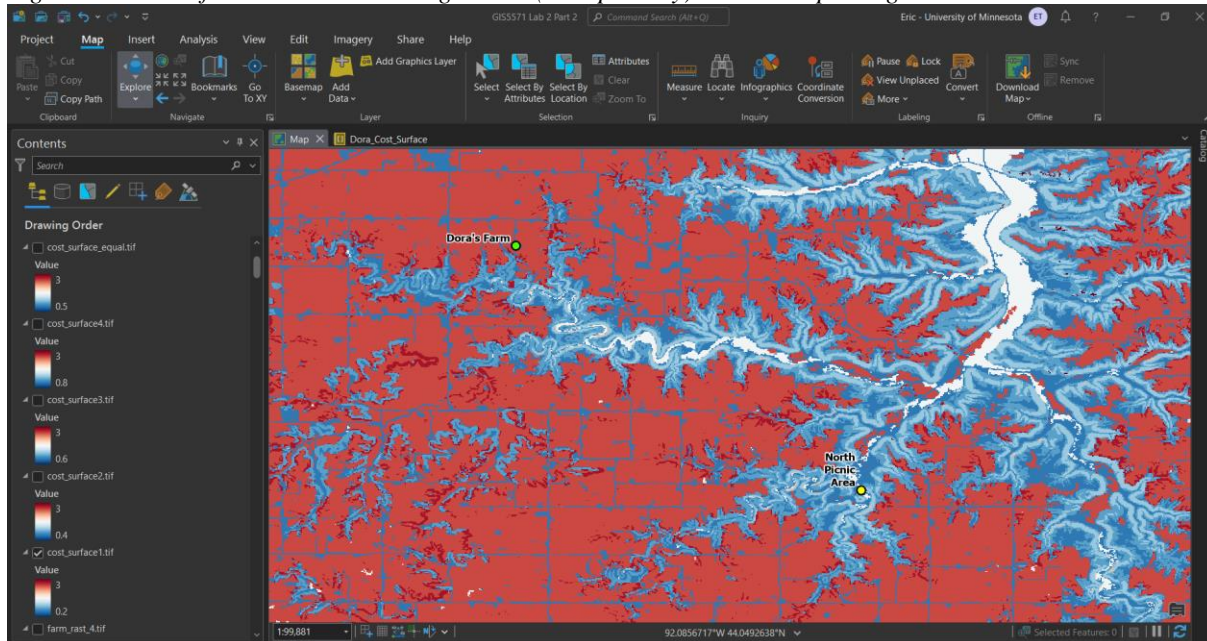 GIS5571 Lab 2 Part 2
Command Search (Alt+Q)
Eric - University of Minnesota
ET
?
Project
Map
Insert
Analysis
View
Edit
Imagery
Share
Help
Paste
Cut
Copy
Copy Path
Clipboard
Explore
Bookmarks
Go
To XY
Navigate
Basemap
Add
Data
Add Graphics Layer
Layer
Select
Select By
Attributes
Select By
Location
Attributes
Clear
Zoom To
Selection
Measure
Locate
Infographics
Coordinate
Conversion
Inquiry
Pause
Lock
View Unplaced
More
Convert
Labeling
Download
Map
Sync
Remove
Offline
Contents
Search
Drawing Order
cost_surface_equal.tif
Value
3
0.5
cost_surface4.tif
Value
3
0.8
cost_surface3.tif
Value
3
0.6
cost_surface2.tif
Value
3
0.4
cost_surface1.tif
Value
3
0.2
farm_rast_4.tif
Map
Dora_Cost_Surface
Catalog
Dora's Farm
North
Picnic
Area
1:99,881
92.0856717°W 44.0492638°N
Selected Features: 0